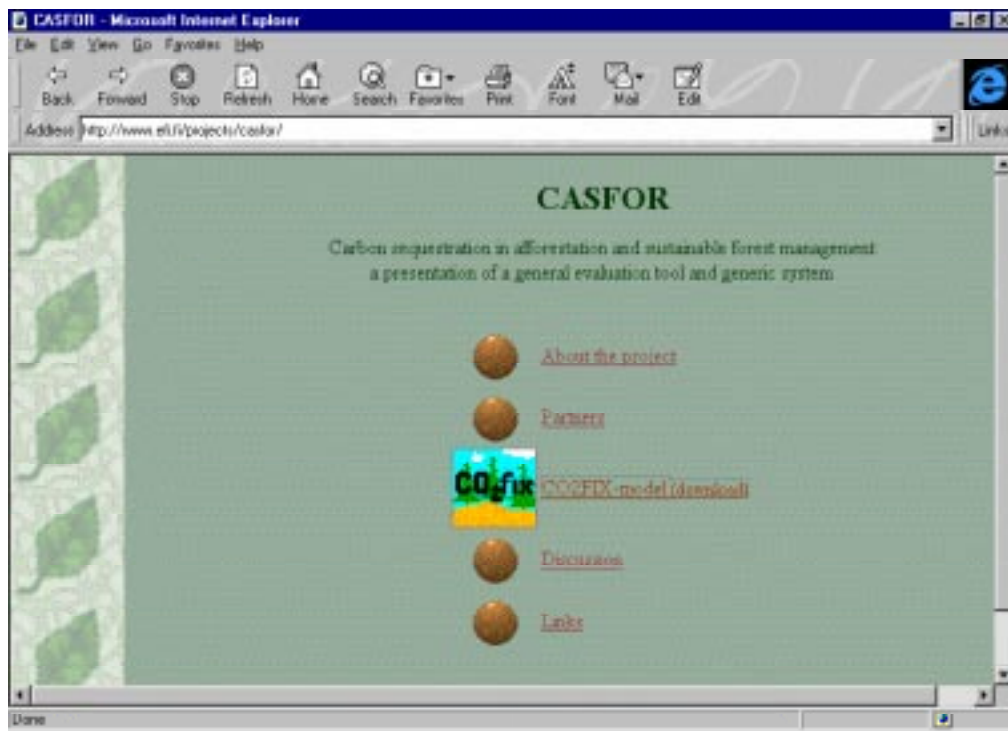 CASFOR - Microsoft Internet Explorer
File Edit View Go Favorites Help
Back Forward Stop Refresh Home Search Favorites Print Font Mail Edit
Address http://www.efi.fi/projects/casfor/ Links
CASFOR
Carbon sequestration in afforestation and sustainable forest management
a presentation of a general evaluation tool and generic system
About the project
Partners
CO2fix CO2FIX-model (download)
Discussion
Links
Done